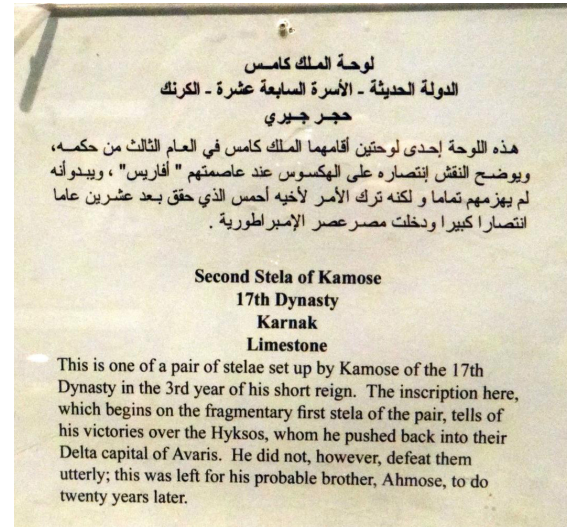 لوحة الملك كامس
الدولة الحديثة - الأسرة السابعة عشرة - الكرنك
حجر جيري
هذه اللوحة إحدى لوحتين أقامهما الملك كامس في العام الثالث من حكمه،
ويوضح النقش إنتصاره على الهكسوس عند عاصمتهم " أفاريس" ، ويبدوأنه
لم يهزمهم تماما و لكنه ترك الأمر لأخيه أحمس الذي حقق بعد عشرين عاما
انتصارا كبيرا ودخلت مصر عصر الإمبراطورية .
Second Stela of Kamose
17th Dynasty
Karnak
Limestone
This is one of a pair of stelae set up by Kamose of the 17th
Dynasty in the 3rd year of his short reign. The inscription here,
which begins on the fragmentary first stela of the pair, tells of
his victories over the Hyksos, whom he pushed back into their
Delta capital of Avaris. He did not, however, defeat them
utterly; this was left for his probable brother, Ahmose, to do
twenty years later.